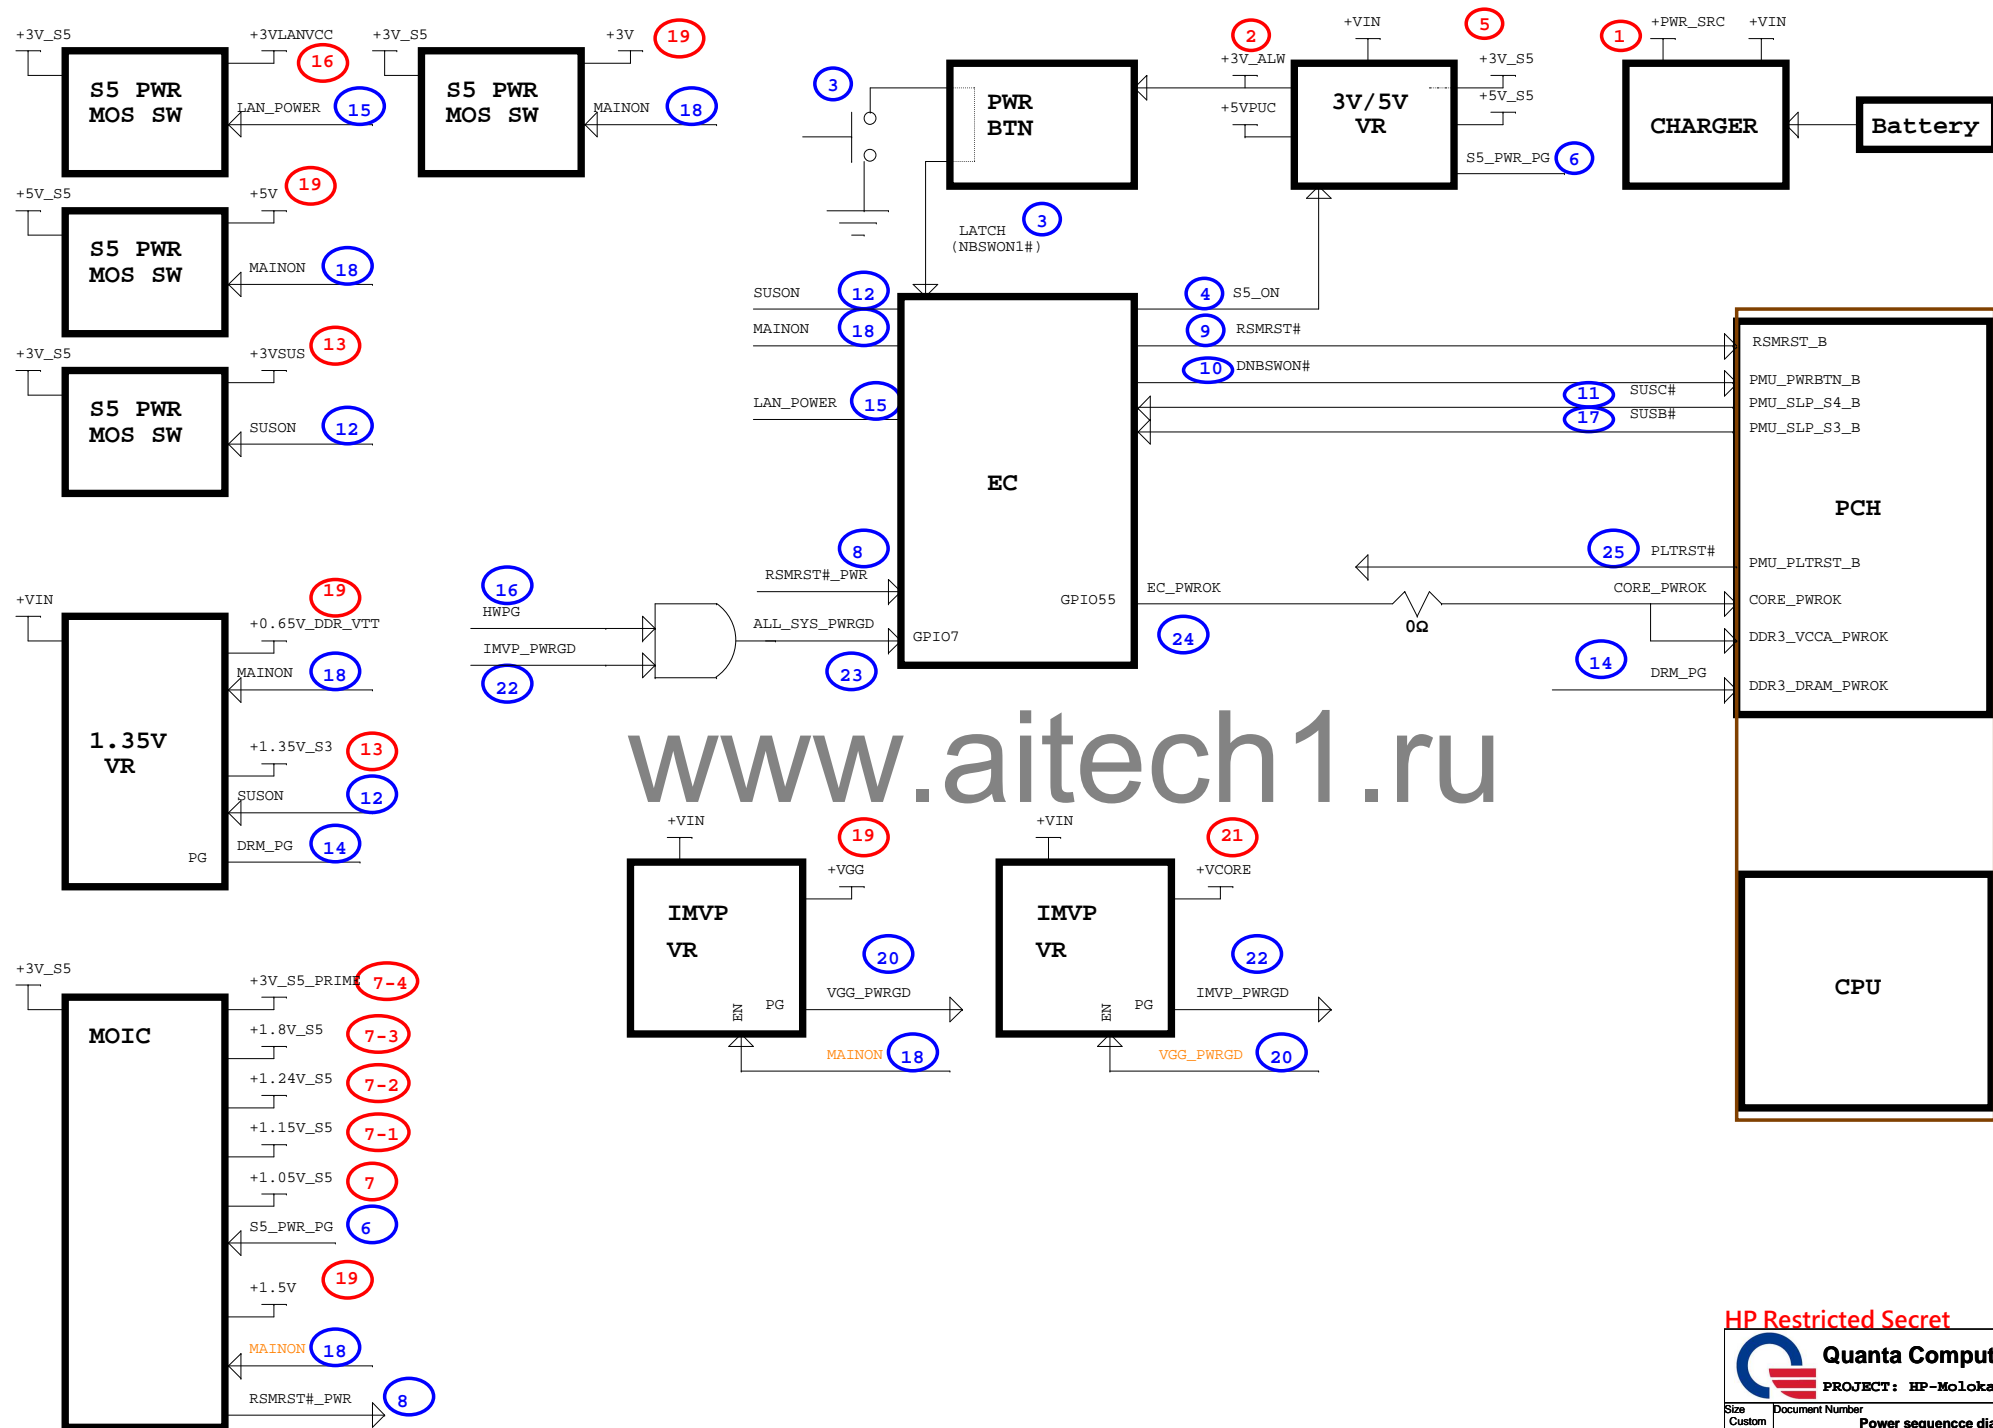 +3V_S5
+3VLANVCC
16
S5 PWR
MOS SW
LAN_POWER
15
+3V_S5
+3V
19
S5 PWR
MOS SW
MAINON
18
3
PWR
BTN
LATCH
(NBSWON1#)
3
2
+3V_ALW
+5VPUC
+VIN
3V/5V
VR
5
+3V_S5
+5V_S5
S5_PWR_PG
6
1
+PWR_SRC
+VIN
CHARGER
Battery
+5V_S5
+5V
19
S5 PWR
MOS SW
MAINON
18
+3V_S5
+3VSUS
13
S5 PWR
MOS SW
SUSON
12
SUSON
12
MAINON
18
LAN_POWER
15
EC
4
S5_ON
9
RSMRST#
10
DNBSWON#
11
SUSC#
17
SUSB#
RSMRST_B
PMU_PWRBTN_B
PMU_SLP_S4_B
PMU_SLP_S3_B
PCH
8
RSMRST#_PWR
16
HWPG
IMVP_PWRGD
22
ALL_SYS_PWRGD
23
GPIO7
GPIO55
EC_PWROK
24
0Ω
25
PLTRST#
CORE_PWROK
14
DRM_PG
PMU_PLTRST_B
CORE_PWROK
DDR3_VCCA_PWROK
DDR3_DRAM_PWROK
+VIN
19
+0.65V_DDR_VTT
MAINON
18
1.35V
VR
+1.35V_S3
13
SUSON
12
PG
DRM_PG
14
www.aitech1.ru
+VIN
19
+VGG
IMVP
VR
20
EN
PG
VGG_PWRGD
MAINON
18
+VIN
21
+VCORE
IMVP
VR
22
EN
PG
IMVP_PWRGD
VGG_PWRGD
20
CPU
+3V_S5
MOIC
+3V_S5_PRIME
7-4
+1.8V_S5
7-3
+1.24V_S5
7-2
+1.15V_S5
7-1
+1.05V_S5
7
S5_PWR_PG
6
19
+1.5V
MAINON
18
RSMRST#_PWR
8
HP Restricted Secret
Quanta Comput
PROJECT: HP-Moloka
Size
Document Number
Custom
Power sequencce dia